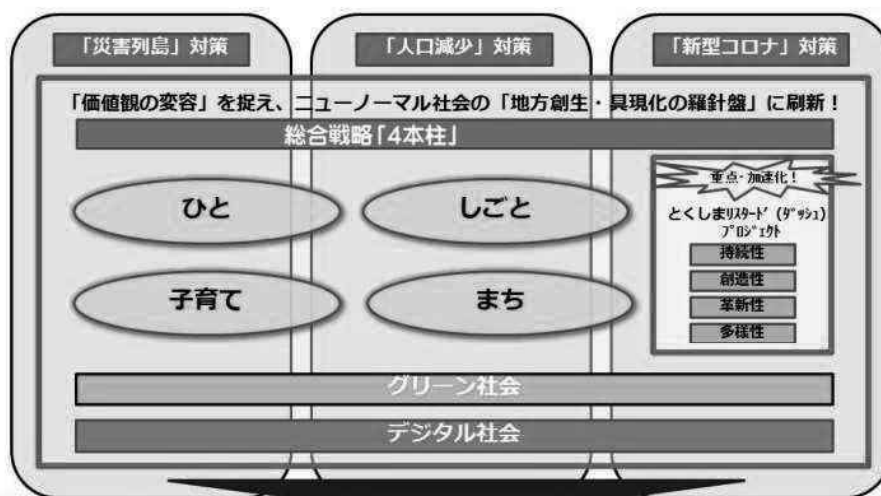 「災害列島」対策
「人口減少」対策
「新型コロナ」対策
「価値観の変容」を捉え、ニューノーマル社会の「地方創生・具現化の羅針盤」に刷新！
総合戦略「4本柱」
ひと
しごと
子育て
まち
重点・加速化！
とくしまﾘｽﾀｰﾄﾞ(ﾀﾞｯｼｭ)
ﾌﾟﾛｼﾞｪｸﾄ
持続性
創造性
革新性
多様性
グリーン社会
デジタル社会